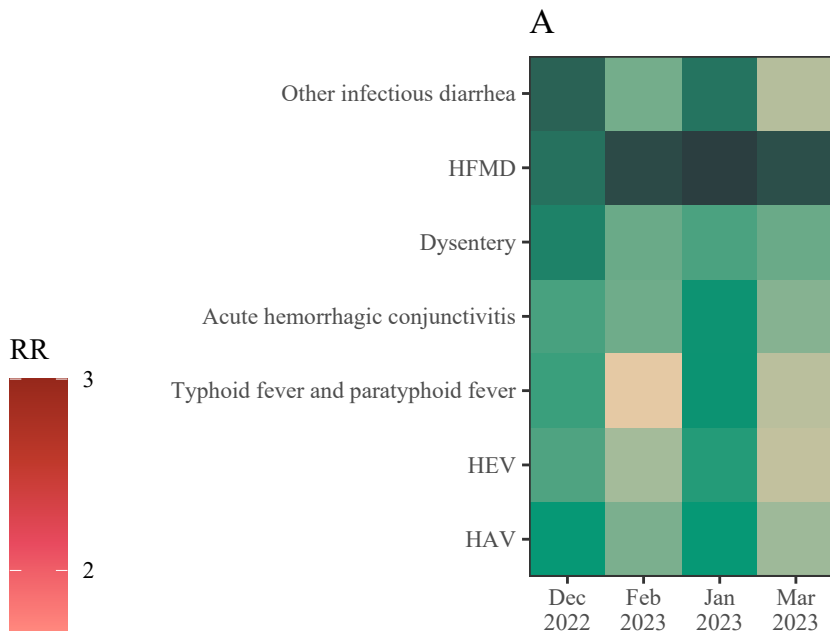 A
Other infectious diarrhea
HFMD
Dysentery
Acute hemorrhagic conjunctivitis
RR
3
Typhoid fever and paratyphoid fever
HEV
HAV
2
Dec Feb Jan Mar
2022 2023 2023 2023